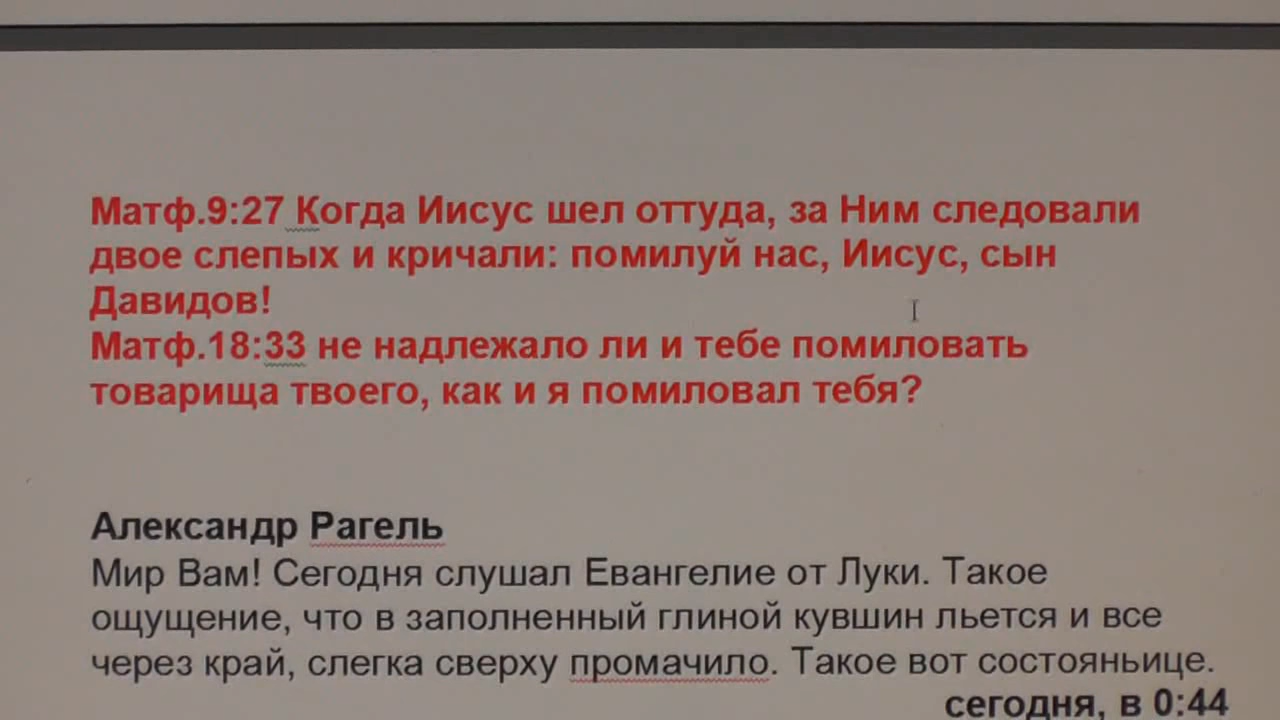 Матф.9:27 Когда Иисус шел оттуда, за Ним следовали
двое слепых и кричали: помилуй нас, Иисус, сын
Давидов!
Матф.18:33 не надлежало ли и тебе помиловать
товарища твоего, как и я помиловал тебя?
Александр Рагель
Мир Вам! Сегодня слушал Евангелие от Луки. Такое
ощущение, что в заполненный глиной кувшин льется и все
через край, слегка сверху промачило. Такое вот состояньице.
сегодня, в 0:44